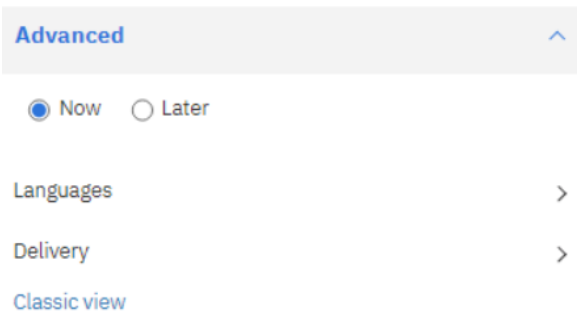 Advanced
Now Later
Languages
Delivery
Classic view